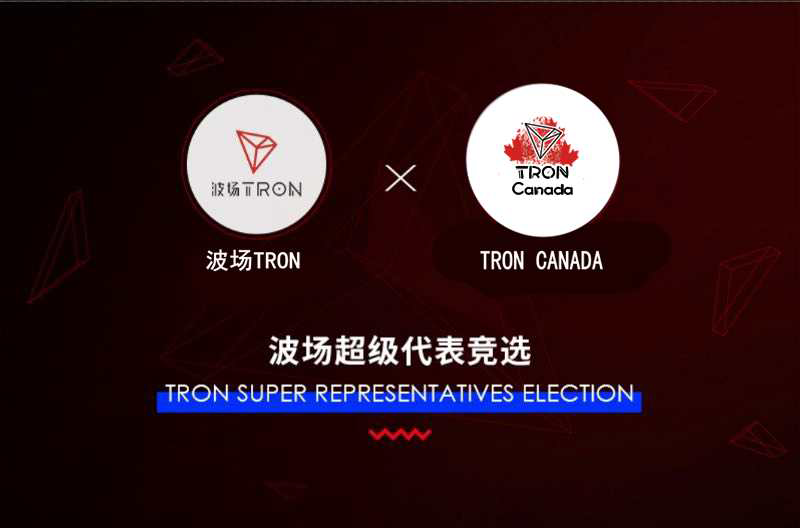 波场TRON
TRON
Canada
波场TRON
TRON CANADA
波场超级代表竞选
TRON SUPER REPRESENTATIVES ELECTION